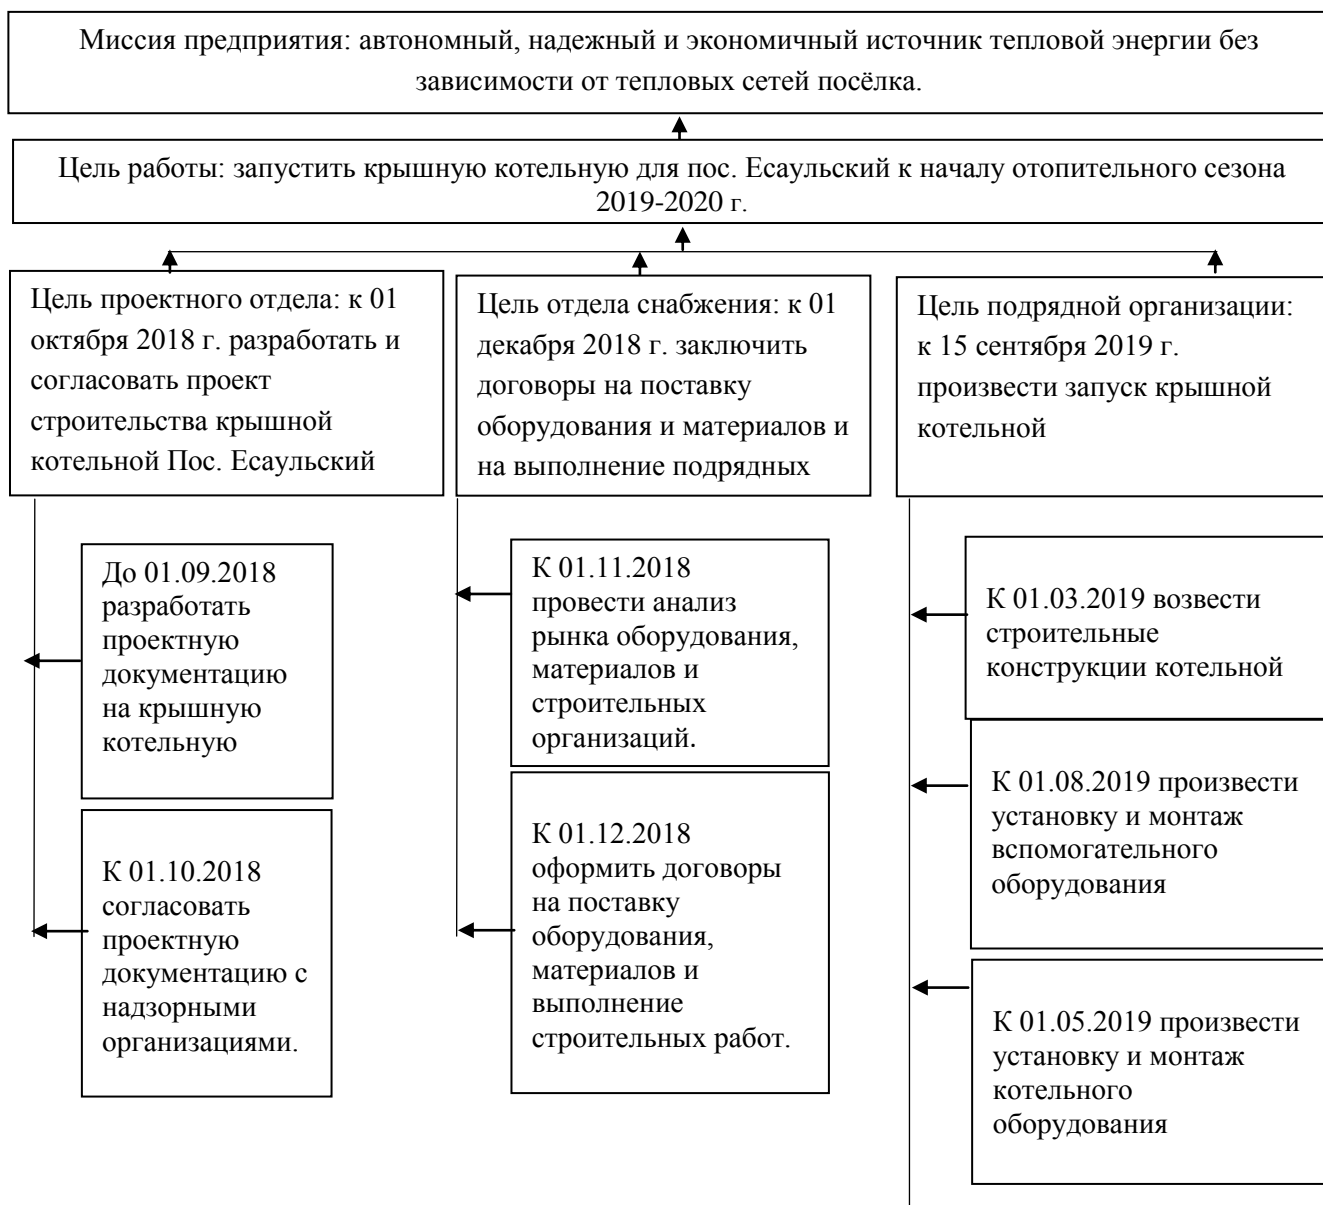 Миссия предприятия: автономный, надежный и экономичный источник тепловой энергии без
зависимости от тепловых сетей посёлка.
Цель работы: запустить крышную котельную для пос. Есаульский к началу отопительного сезона
2019-2020 г.
Цель проектного отдела: к 01
октября 2018 г. разработать и
согласовать проект
строительства крышной
котельной Пос. Есаульский
До 01.09.2018
разработать
проектную
документацию
на крышную
котельную
К 01.10.2018
согласовать
проектную
документацию с
надзорными
организациями.
Цель отдела снабжения: к 01
декабря 2018 г. заключить
договоры на поставку
оборудования и материалов и
на выполнение подрядных
К 01.11.2018
провести анализ
рынка оборудования,
материалов и
строительных
организаций.
К 01.12.2018
оформить договоры
на поставку
оборудования,
материалов и
выполнение
строительных работ.
Цель подрядной организации:
к 15 сентября 2019 г.
произвести запуск крышной
котельной
К 01.03.2019 возвести
строительные
конструкции котельной
К 01.08.2019 произвести
установку и монтаж
вспомогательного
оборудования
К 01.05.2019 произвести
установку и монтаж
котельного
оборудования